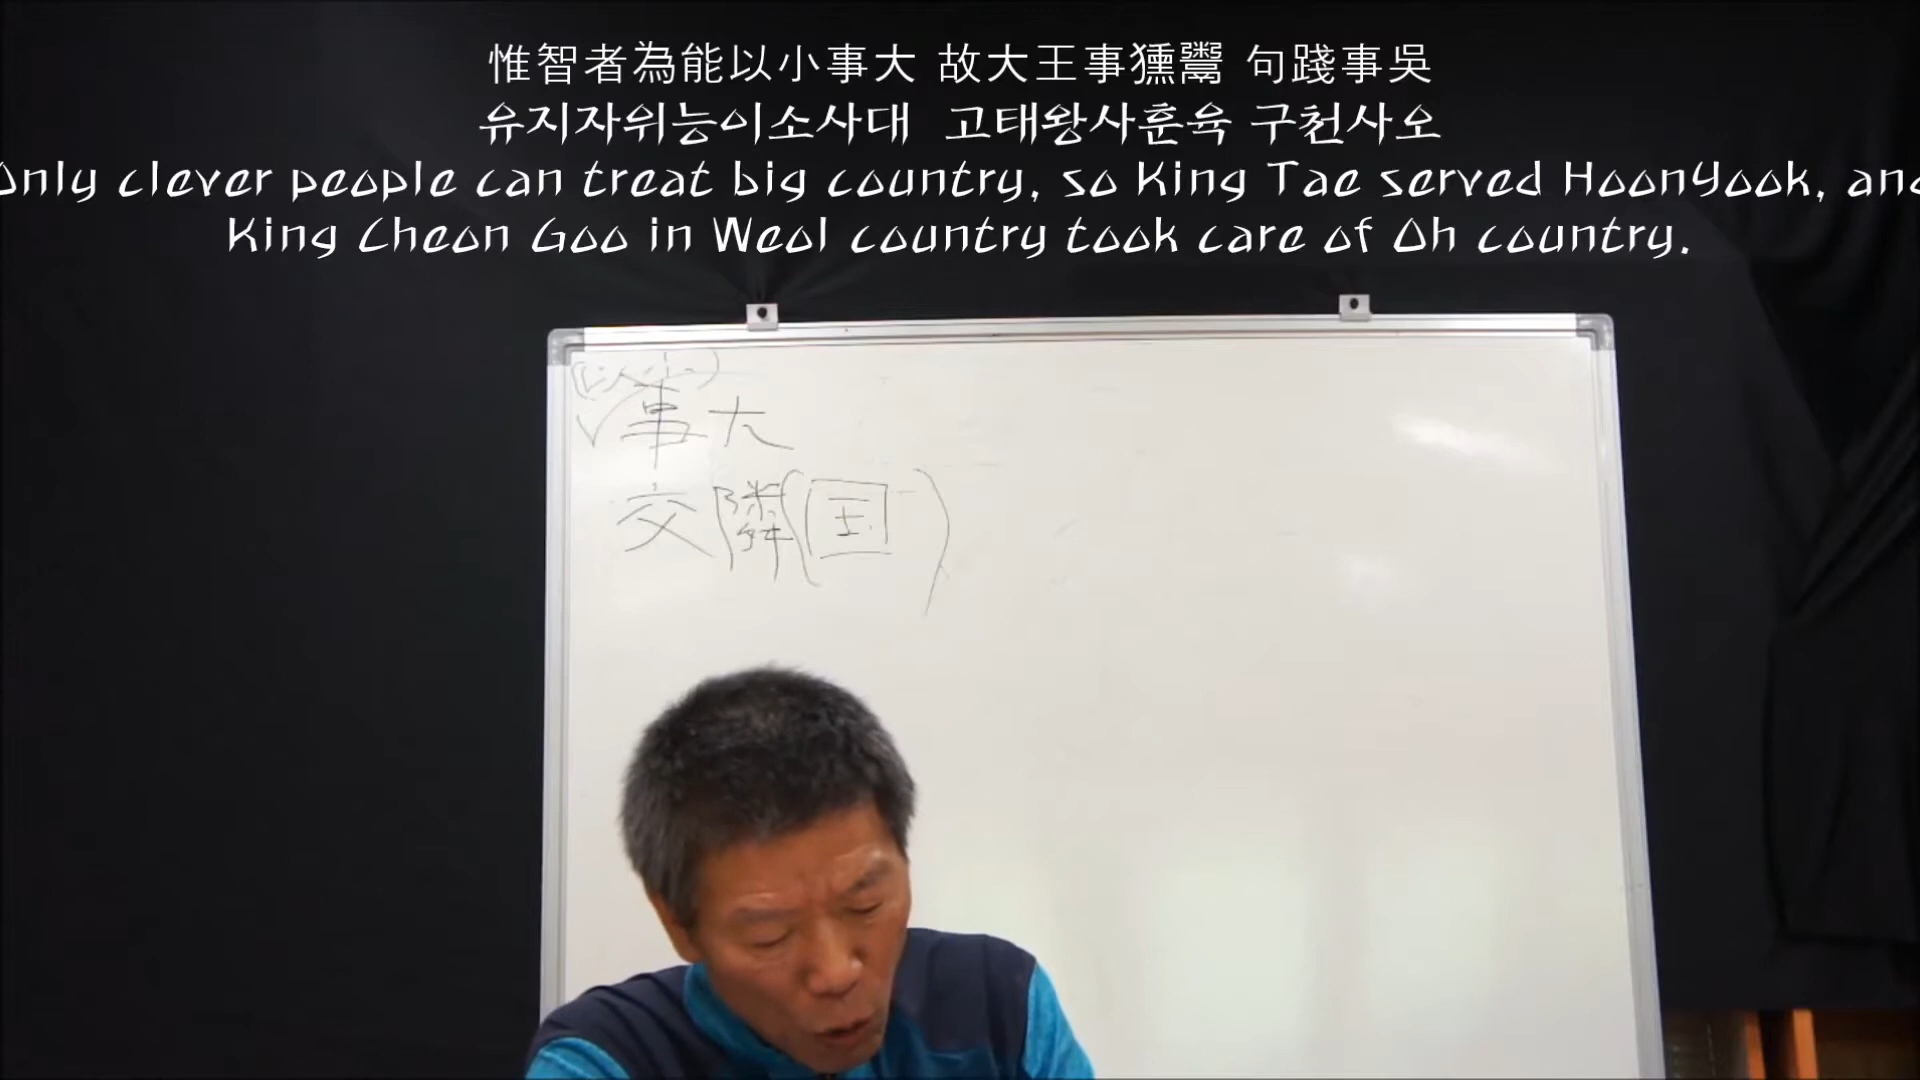 惟智者為能以小事大 故大王事獯鬻 句踐事吳
유지자위능이소사대 고태왕사훈육 구천사오
Only clever people can treat big country, so King Tae served HoonYook, and
King Cheon Goo in Weol country took care of Oh country.
(以小)
事大
交隣(国)